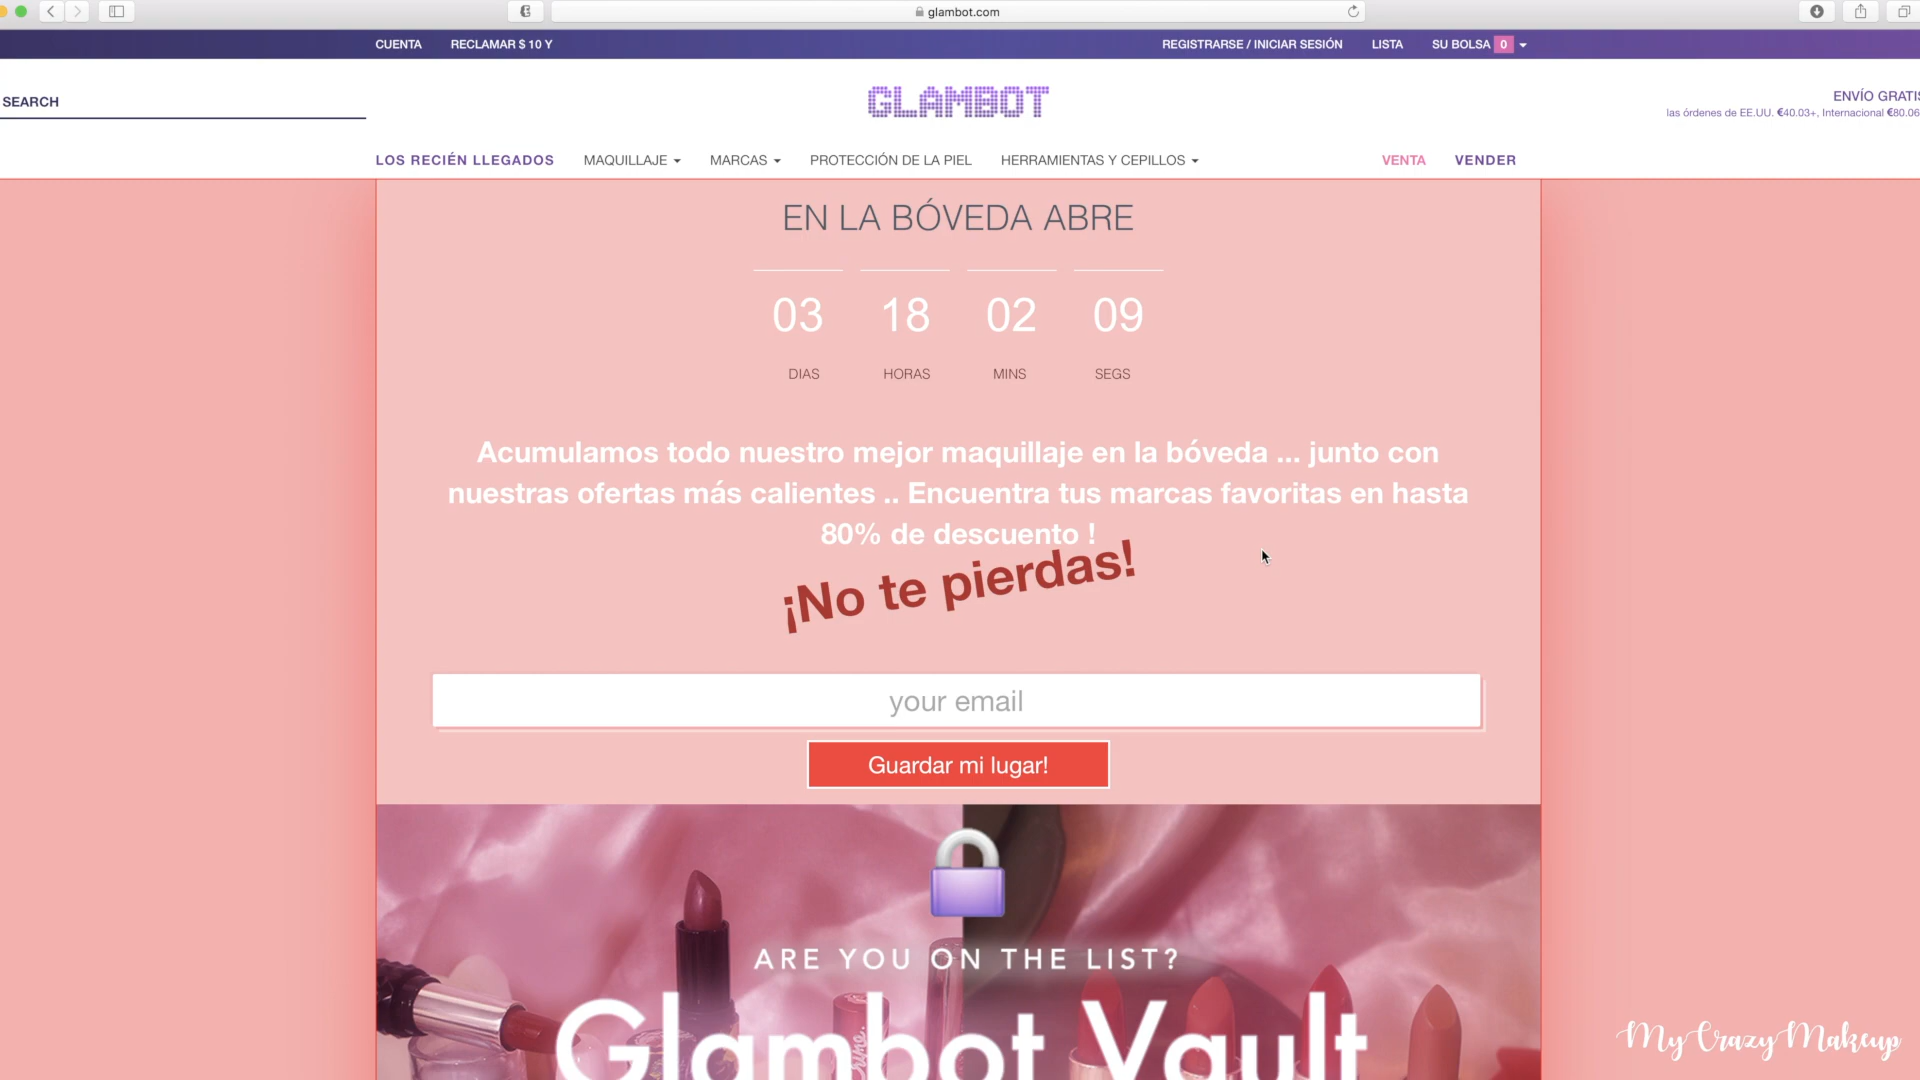 glambot.com
CUENTA
RECLAMAR $ 10 Y
REGISTRARSE / INICIAR SESIÓN
LISTA
SU BOLSA 0
SEARCH
GLAMBOT
ENVÍO GRATIS
las órdenes de EE.UU. €40.03+, Internacional €80.06
LOS RECIÉN LLEGADOS
MAQUILLAJE
MARCAS
PROTECCIÓN DE LA PIEL
HERRAMIENTAS Y CEPILLOS
VENTA
VENDER
EN LA BÓVEDA ABRE
03 18 02 09
DIAS HORAS MINS SEGS
Acumulamos todo nuestro mejor maquillaje en la bóveda ... junto con
nuestras ofertas más calientes .. Encuentra tus marcas favoritas en hasta
80% de descuento !
¡No te pierdas!
your email
Guardar mi lugar!
ARE YOU ON THE LIST?
Glambot Vault
My Crazy Makeup